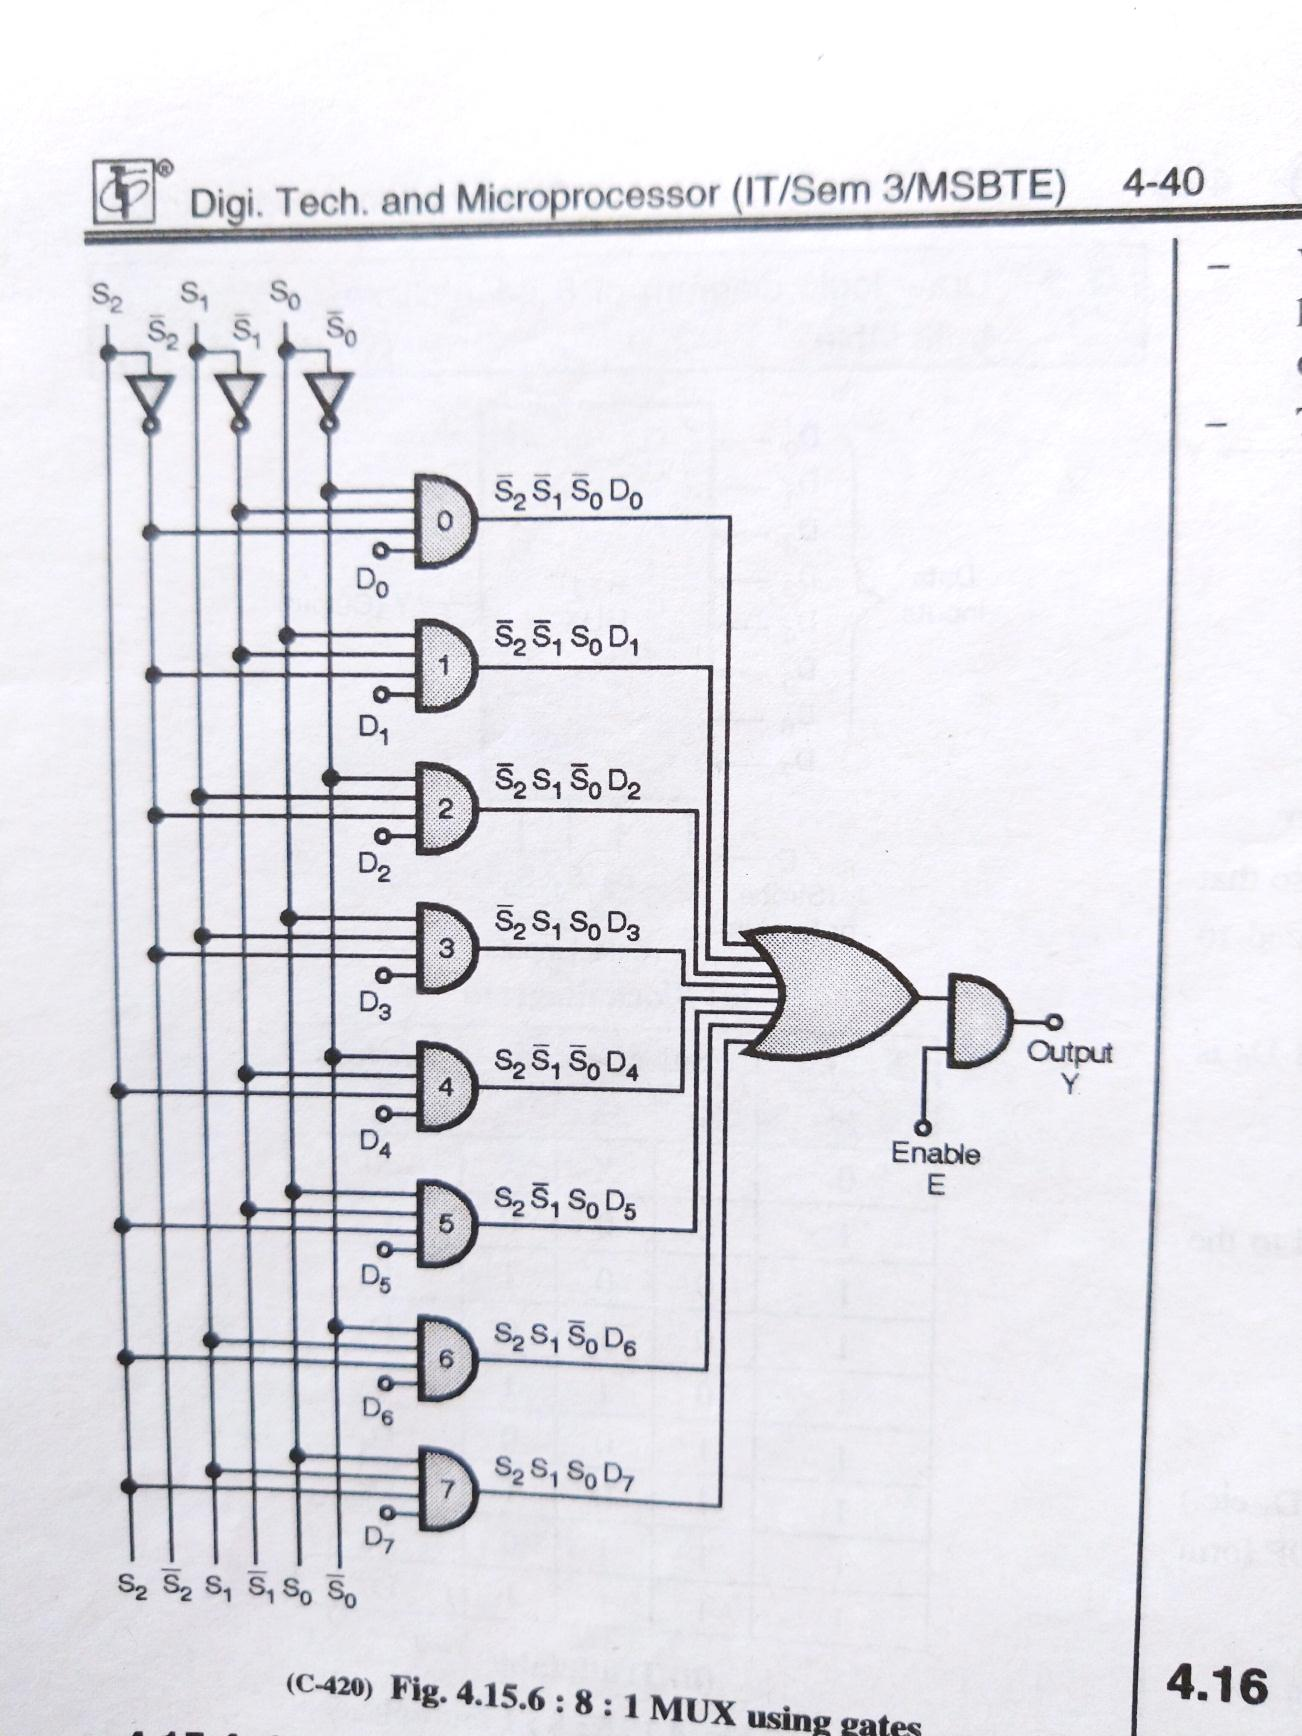 ® Digi. Tech. and Microprocessor (IT/Sem 3/MSBTE) 4-40
S₂ S₁ S₀
S̅₂ S̅₁ S̅₀
0
S̅₂ S̅₁ S̅₀ D₀
D₀
1
S̅₂ S̅₁ S₀ D₁
D₁
2
S̅₂ S₁ S̅₀ D₂
D₂
3
S̅₂ S₁ S₀ D₃
D₃
4
S₂ S̅₁ S̅₀ D₄
D₄
Output
Y
Enable
E
5
S₂ S̅₁ S₀ D₅
D₅
6
S₂ S₁ S̅₀ D₆
D₆
7
S₂ S₁ S₀ D₇
D₇
S₂ S̅₂ S₁ S̅₁ S₀ S̅₀
(C-420) Fig. 4.15.6 : 8 : 1 MUX using gates
4.16